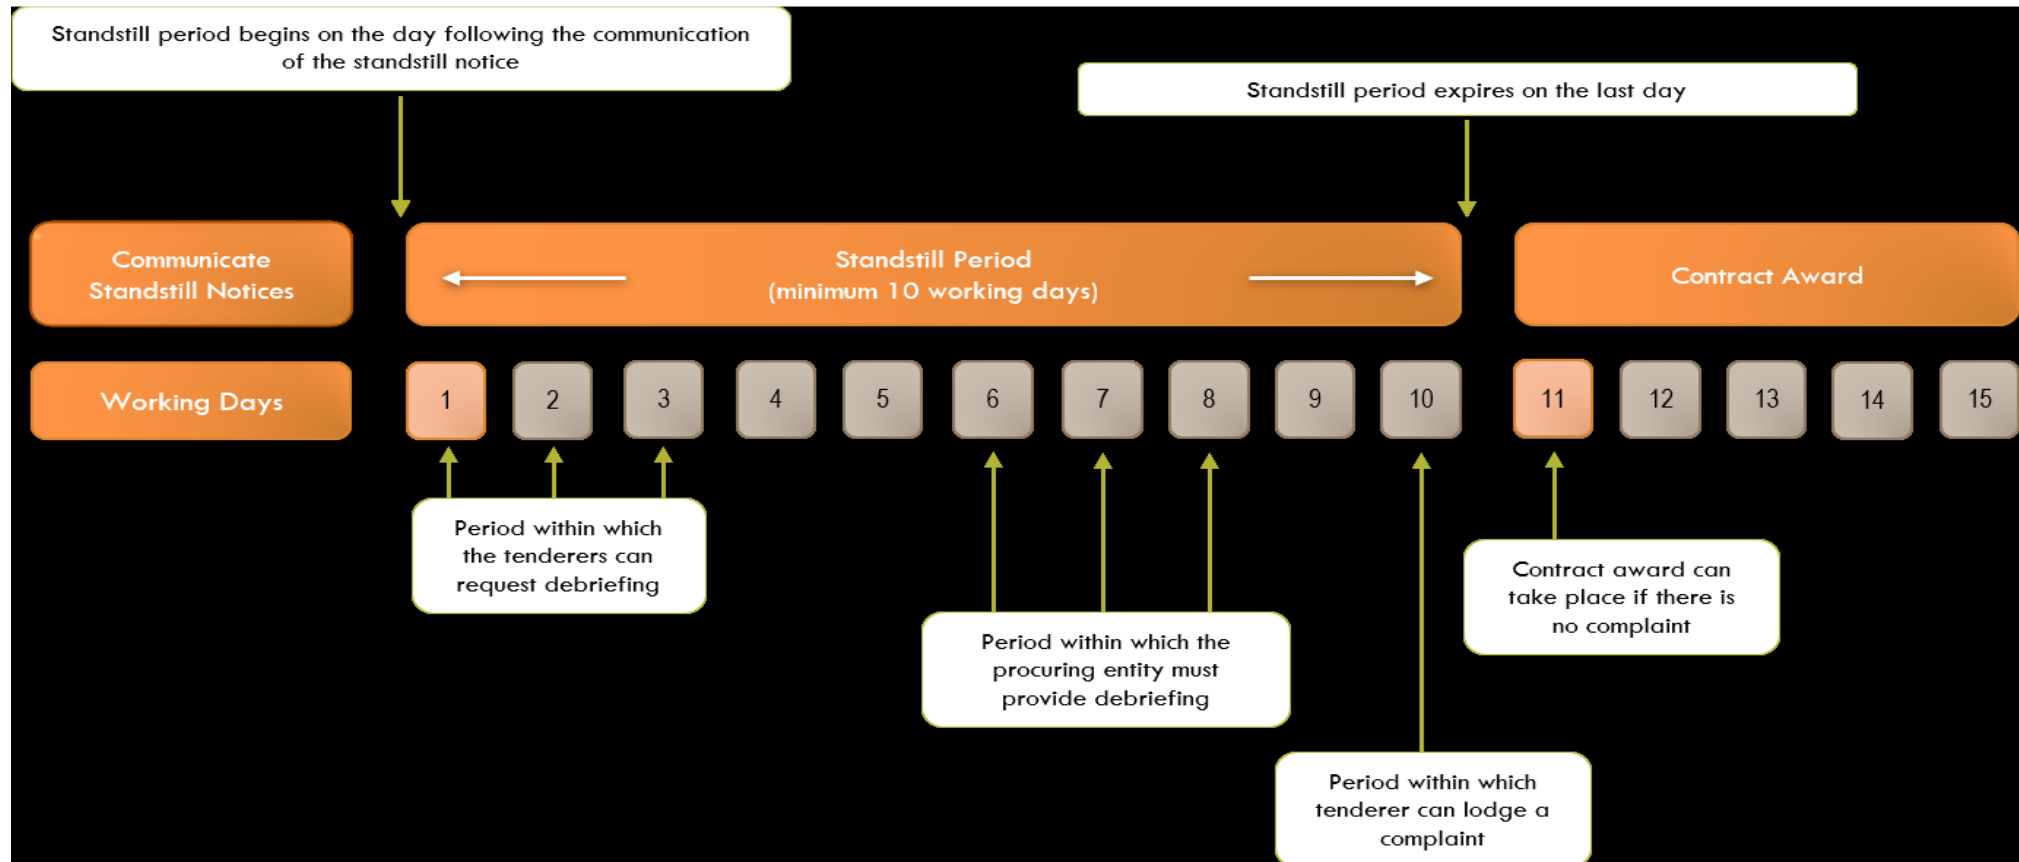 Standstill period begins on the day following the communication
of the standstill notice
Standstill period expires on the last day
Communicate
Standstill Notices
Standstill Period
(minimum 10 working days)
Contract Award
Working Days
1
2
3
4
5
6
7
8
9
10
11
12
13
14
15
Period within which
the tenderers can
request debriefing
Period within which the
procuring entity must
provide debriefing
Contract award can
take place if there is
no complaint
Period within which
tenderer can lodge a
complaint